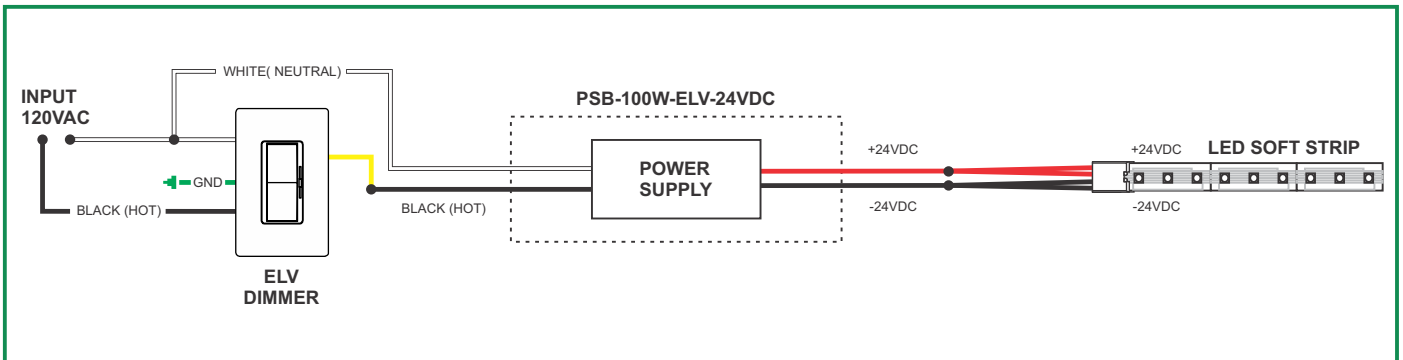 WHITE( NEUTRAL)
INPUT
120VAC
PSB-100W-ELV-24VDC
+24VDC
+24VDC
LED SOFT STRIP
POWER
SUPPLY
GND
BLACK (HOT)
BLACK (HOT)
-24VDC
-24VDC
ELV
DIMMER